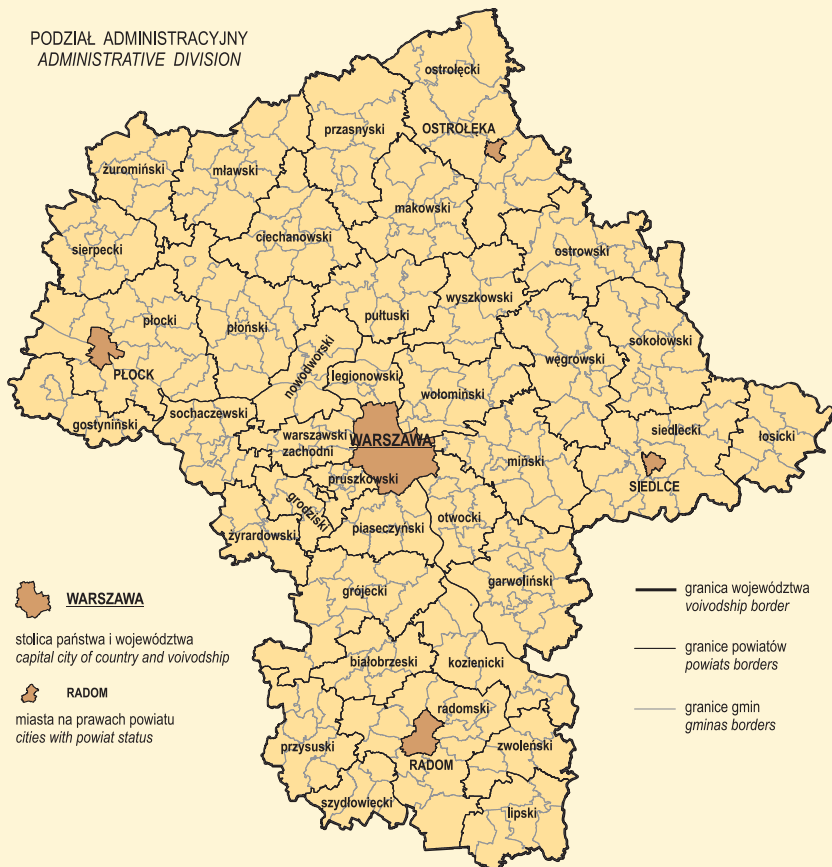 PODZIAŁ ADMINISTRACYJNY
ADMINISTRATIVE DIVISION
ostrołęcki
przasnyski
OSTROŁĘKA
żuromiński
mławski
makowski
sierpecki
ciechanowski
ostrowski
wyszkowski
płocki
płoński
pułtuski
węgrowski
sokołowski
nowodworski
PŁOCK
legionowski
wołomiński
gostyniński
sochaczewski
warszawski
zachodni
WARSZAWA
siedlecki
łosicki
miński
SIEDLCE
pruszkowski
grodziski
otwocki
żyrardowski
piaseczyński
garwoliński
grójecki
WARSZAWA
stolica państwa i województwa
capital city of country and voivodship
RADOM
miasta na prawach powiatu
cities with powiat status
granica województwa
voivodship border
granice powiatów
powiats borders
granice gmin
gminas borders
białobrzeski
kozienicki
radomski
przysuski
zwoleński
RADOM
szydłowiecki
lipski